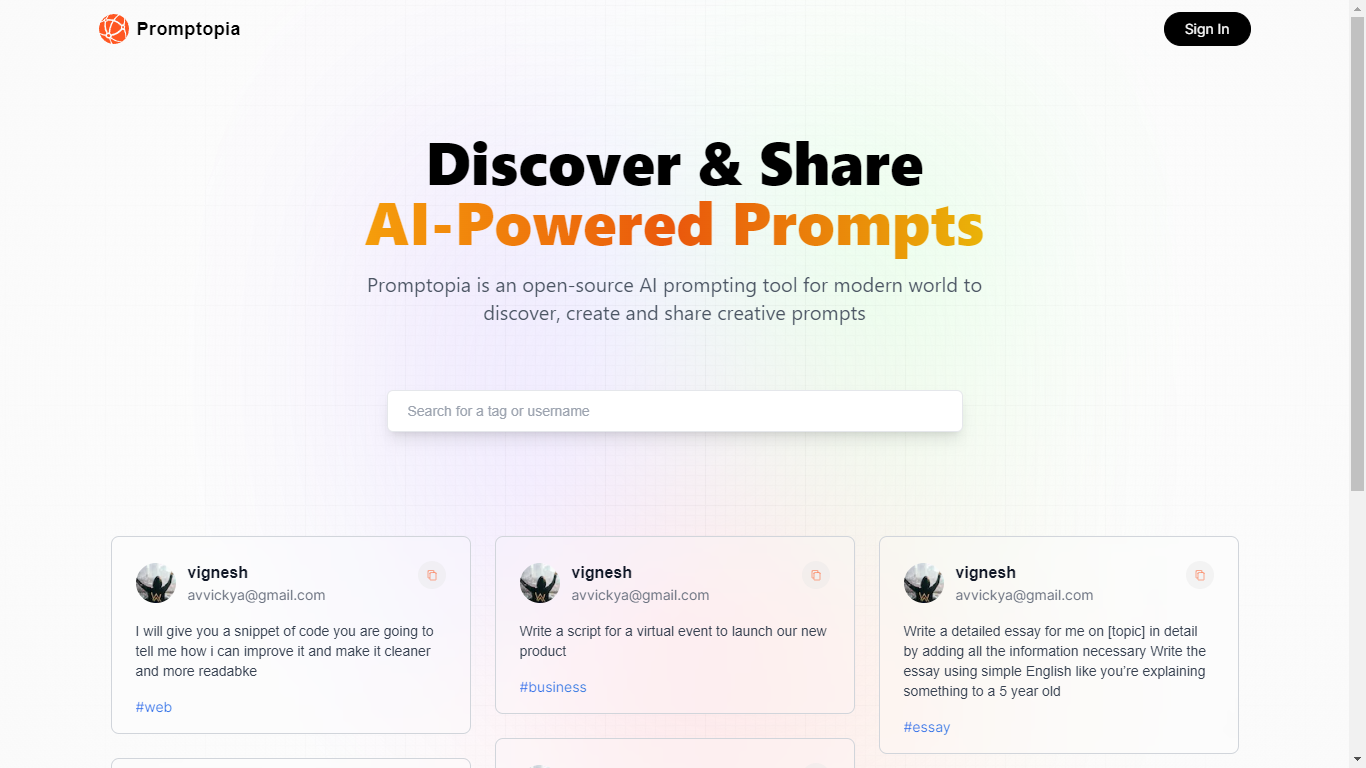 Promptopia
Sign In
Discover & Share
AI-Powered Prompts
Promptopia is an open-source AI prompting tool for modern world to
discover, create and share creative prompts
Search for a tag or username
vignesh
avvickya@gmail.com
I will give you a snippet of code you are going to
tell me how i can improve it and make it cleaner
and more readabke
#web
vignesh
avvickya@gmail.com
Write a script for a virtual event to launch our new
product
#business
vignesh
avvickya@gmail.com
Write a detailed essay for me on [topic] in detail
by adding all the information necessary Write the
essay using simple English like you’re explaining
something to a 5 year old
#essay